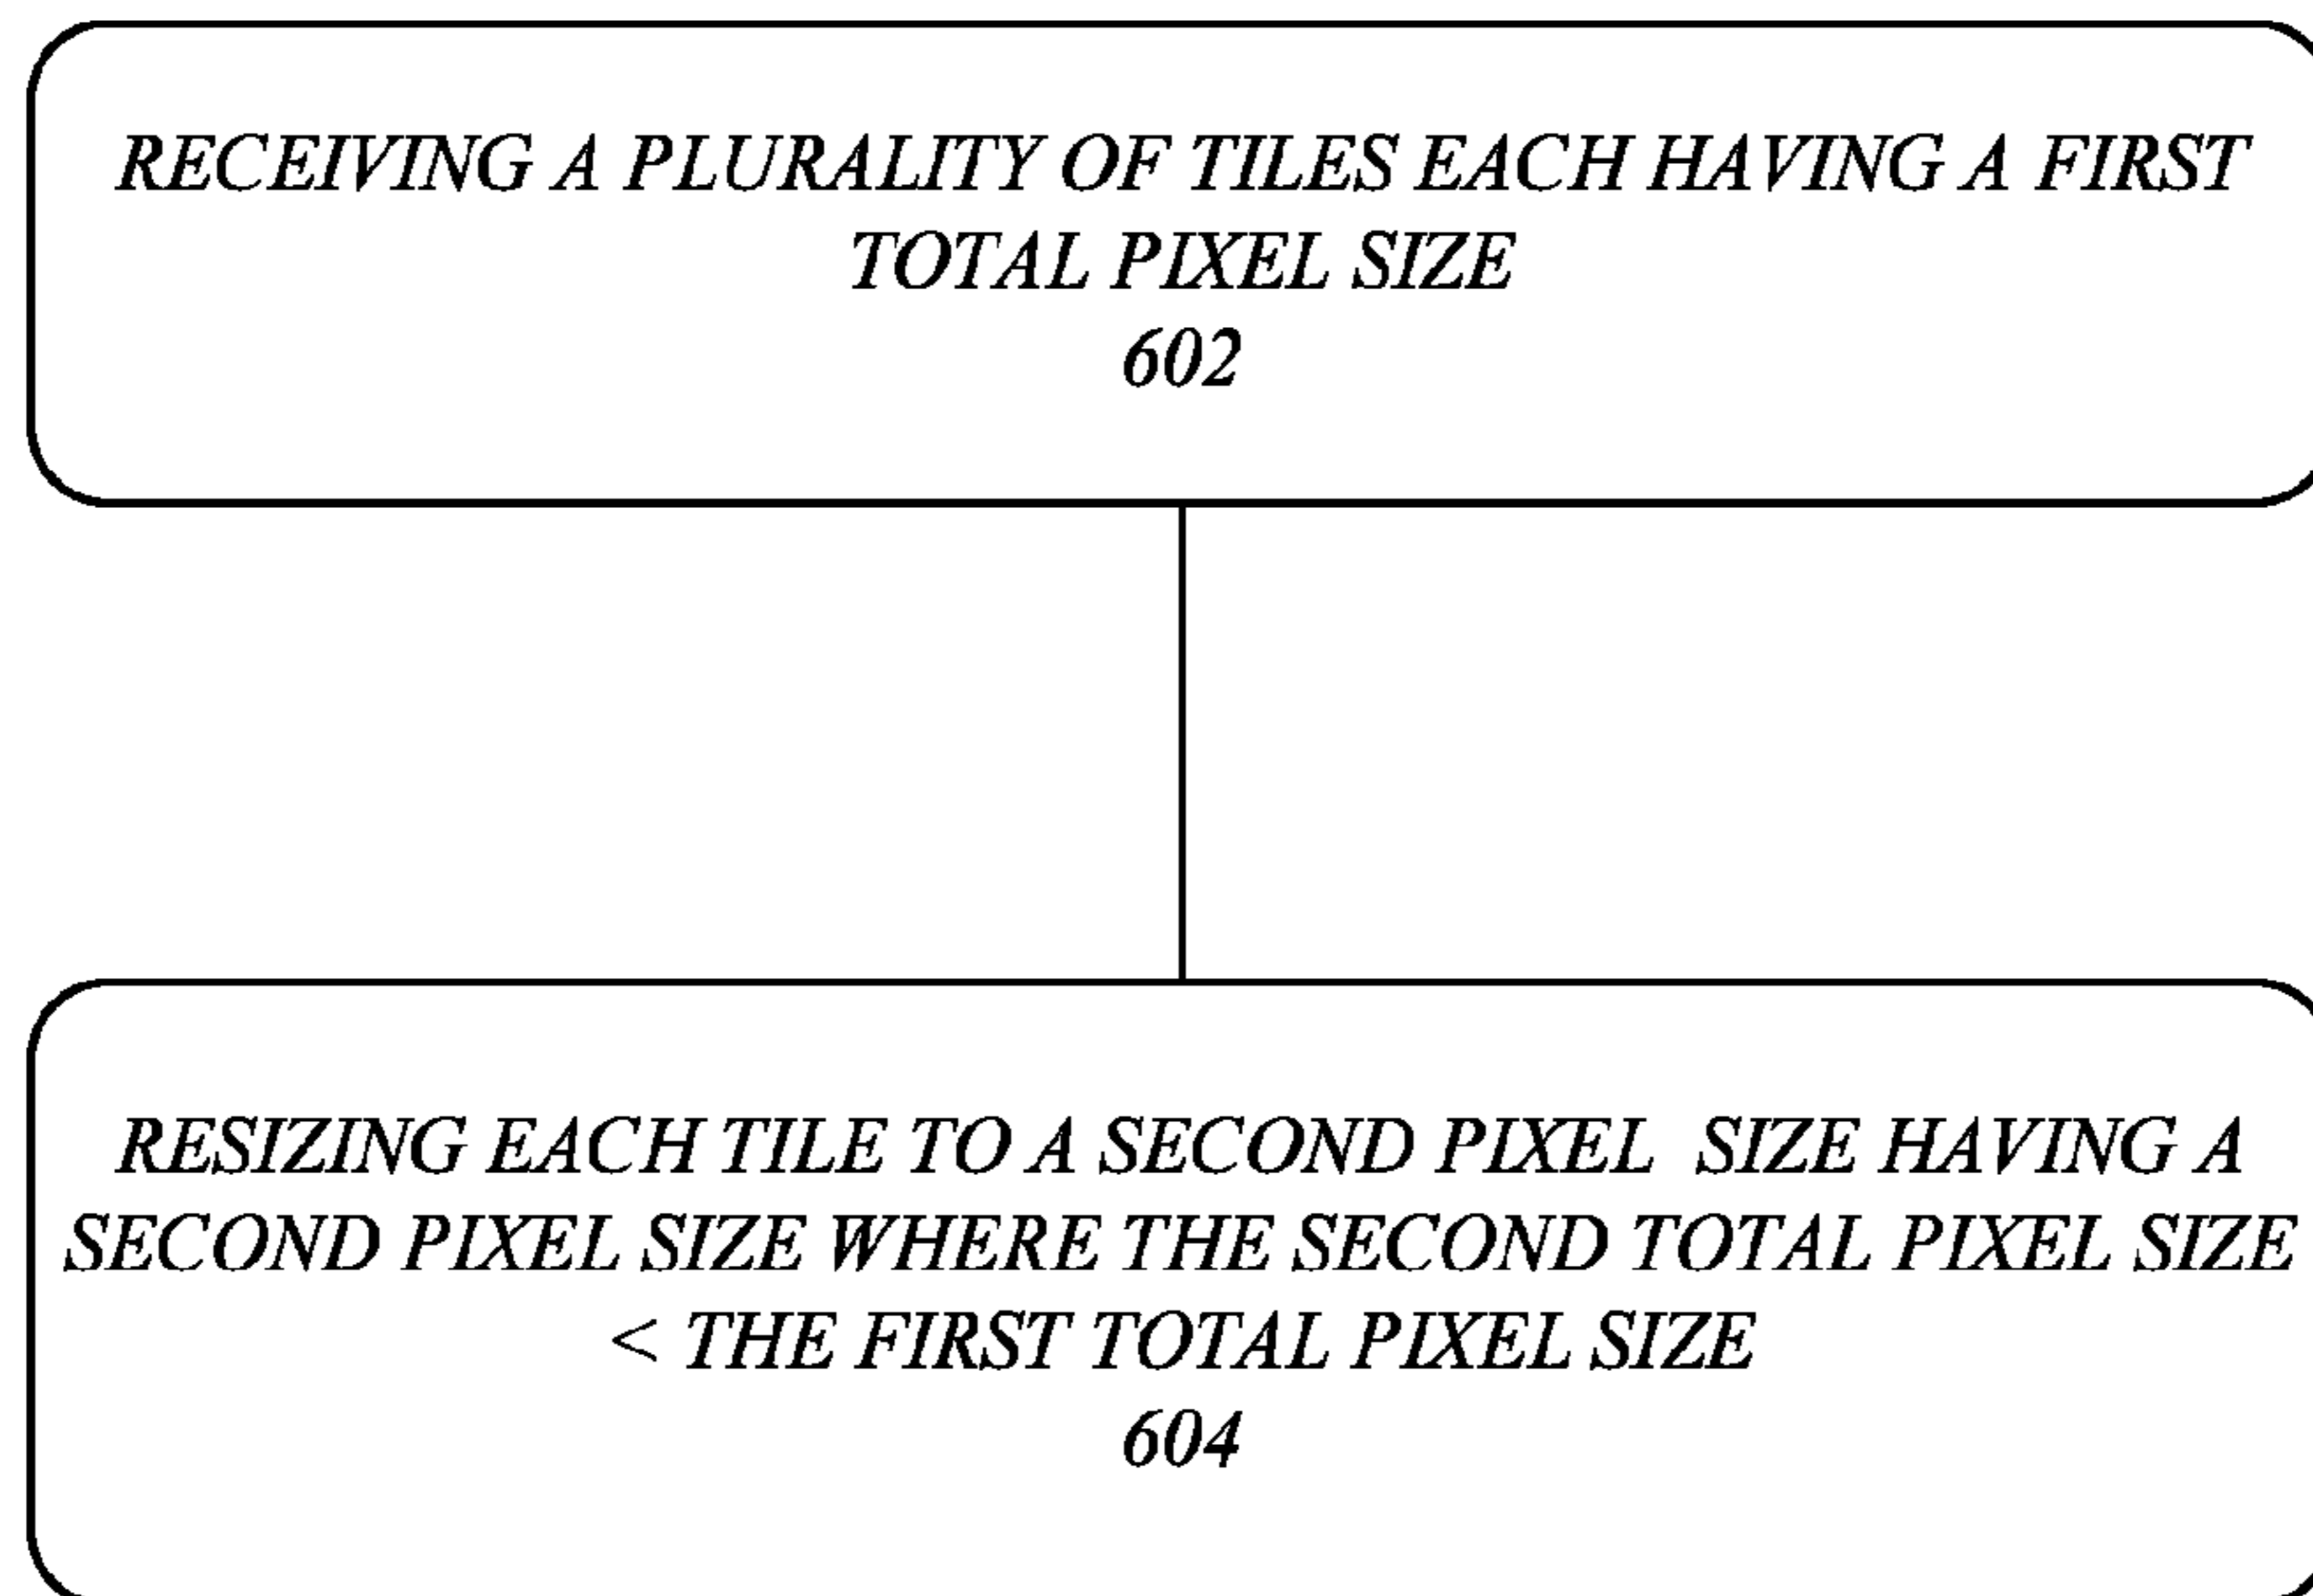 RECEIVING A PLURALITY OF TILES EACH HAVING A FIRST
TOTAL PIXEL SIZE
602
RESIZING EACH TILE TO A SECOND PIXEL SIZE HAVING A
SECOND PIXEL SIZE WHERE THE SECOND TOTAL PIXEL SIZE
< THE FIRST TOTAL PIXEL SIZE
604